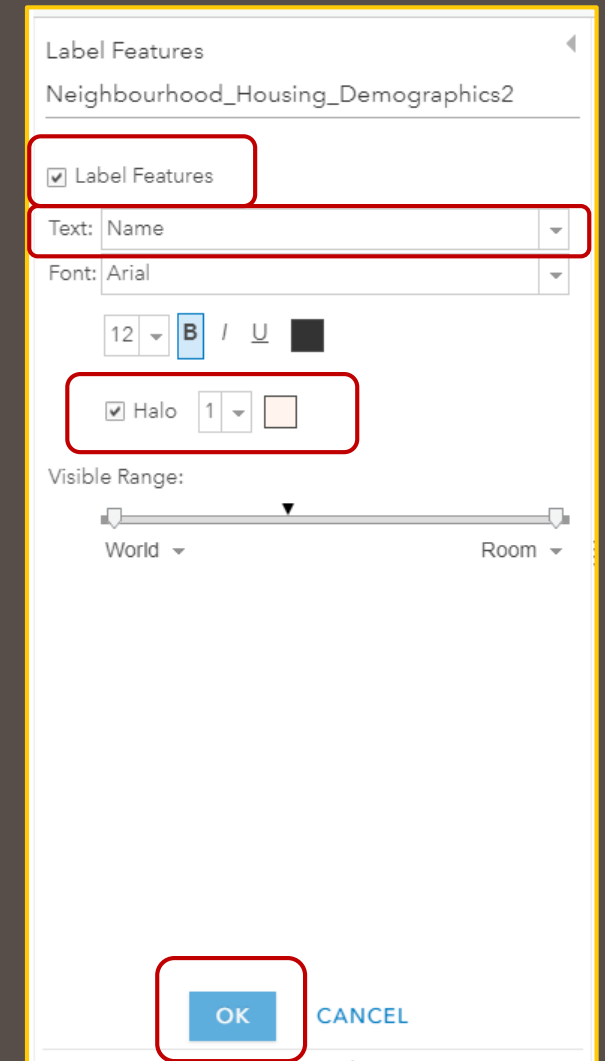 Label Features
Neighbourhood_Housing_Demographics2
Label Features
Text: Name
Font: Arial
12 B I U
Halo 1
Visible Range:
World Room
OK CANCEL